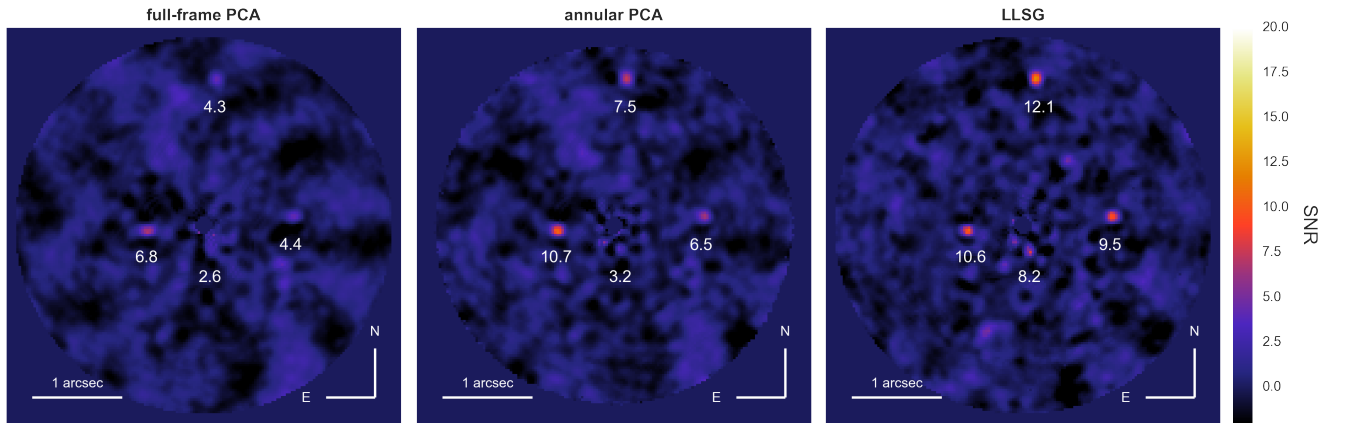 full-frame PCA
annular PCA
LLSG
4.3
6.8
4.4
2.6
1 arcsec
N
E
7.5
10.7
6.5
3.2
1 arcsec
N
E
12.1
10.6
9.5
8.2
1 arcsec
N
E
20.0
17.5
15.0
12.5
10.0
7.5
5.0
2.5
0.0
SNR